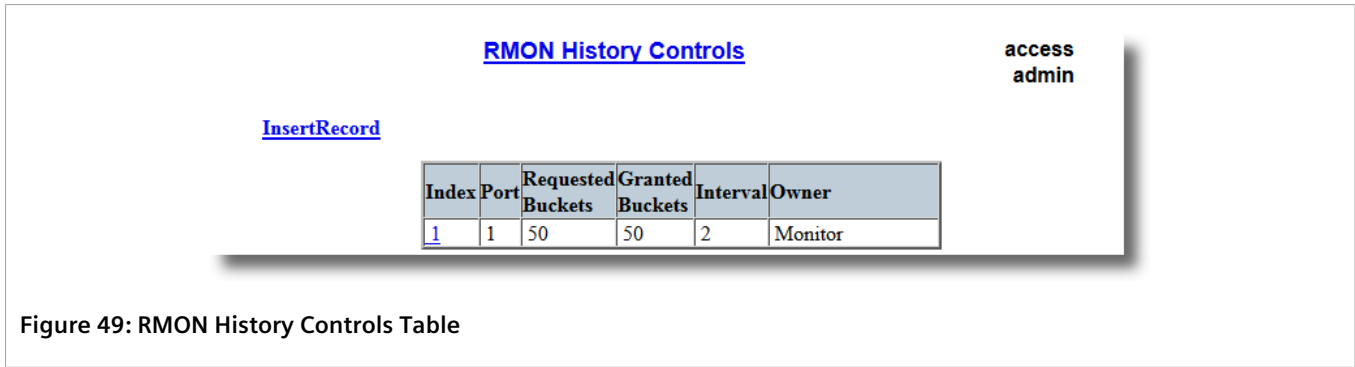 RMON History Controls
access
admin
InsertRecord
Index Port Requested Buckets Granted Buckets Interval Owner
1 1 50 50 2 Monitor
Figure 49: RMON History Controls Table